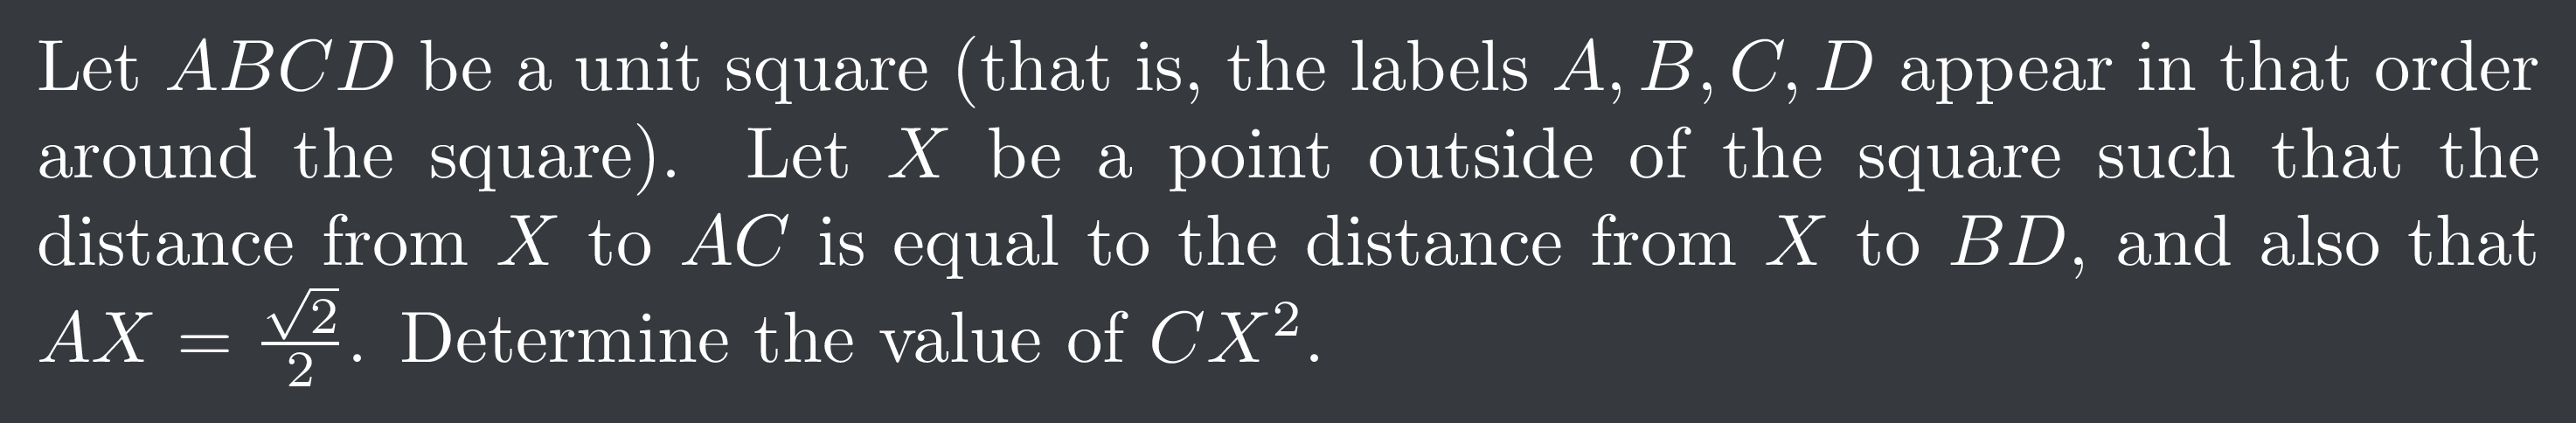 Let $ABCD$ be a unit square (that is, the labels $A, B, C, D$ appear in that order
around the square). Let $X$ be a point outside of the square such that the
distance from $X$ to $AC$ is equal to the distance from $X$ to $BD$, and also that
$AX = \frac{\sqrt{2}}{2}$. Determine the value of $CX^2$.